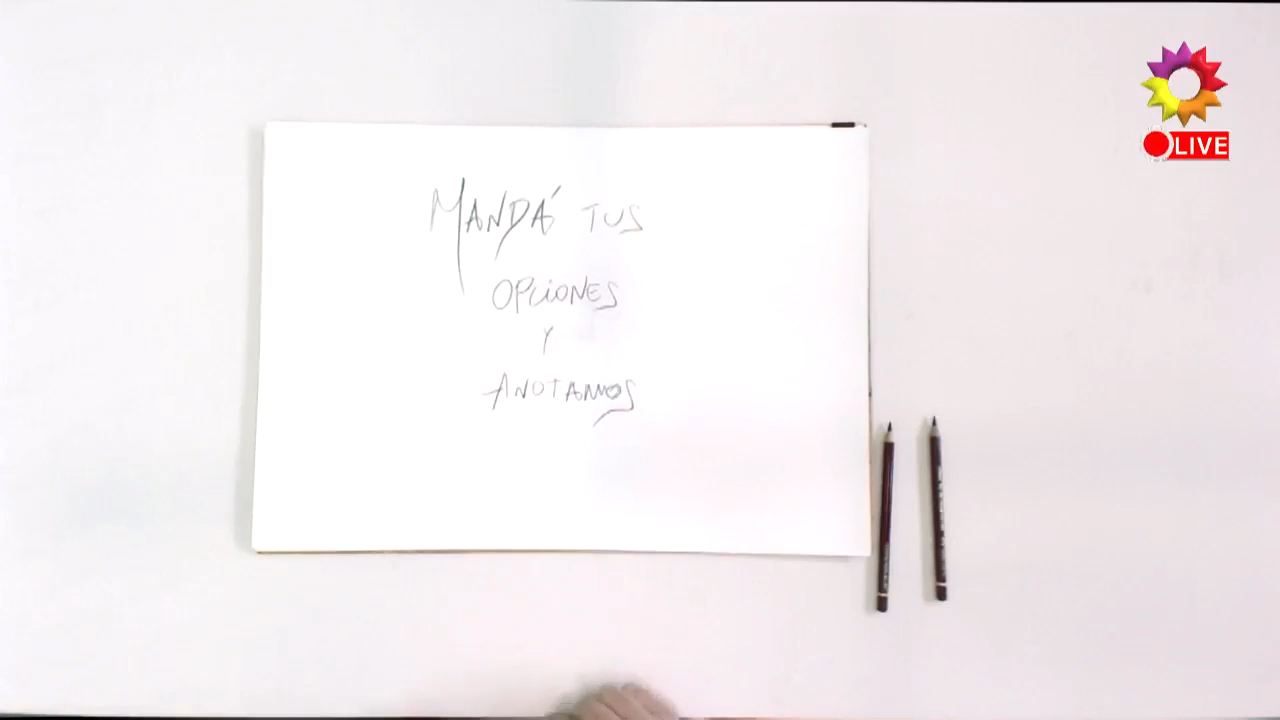 MANDÁ TUS
OPCIONES
Y
ANOTAMOS
LIVE